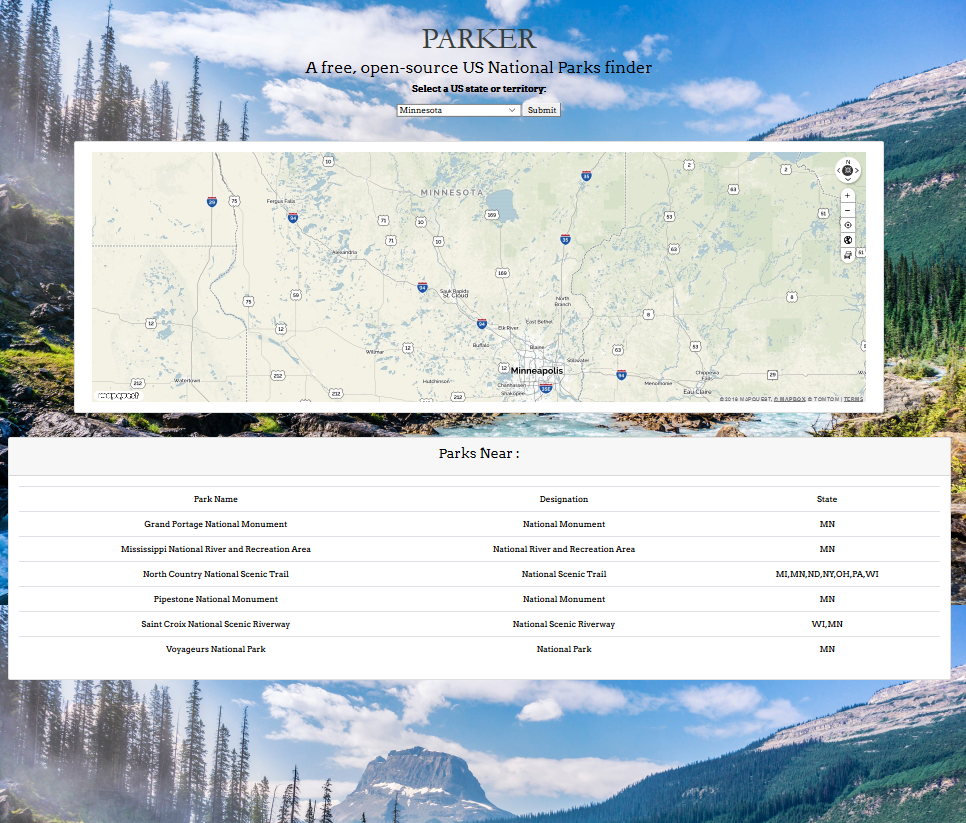 PARKER
A free, open-source US National Parks finder
Select a US state or territory:
Minnesota Submit
10
35
2
2
N
MINNESOTA
63
29
75
Fergus Falls
94
71
10
169
53
51
71
10
35
Alexandria
63
51
169
94
Sauk Rapids
St. Cloud
75
59
North
Branch
8
8
12
12
94
East Bethel
Elk River
Willmar
12
Buffalo
Blaine
63
53
Stillwater
12
Minneapolis
Watertown
212
212
Hutchinson
Chanhassen
94
Menomonie
Chippewa
Falls
29
Shakopee
Eau Claire
212
212
mapquest
© 2019 MAPQUEST, © MAPBOX, © TOMTOM | TERMS
Parks Near :
Park Name Designation State
Grand Portage National Monument National Monument MN
Mississippi National River and Recreation Area National River and Recreation Area MN
North Country National Scenic Trail National Scenic Trail MI,MN,ND,NY,OH,PA,WI
Pipestone National Monument National Monument MN
Saint Croix National Scenic Riverway National Scenic Riverway WI,MN
Voyageurs National Park National Park MN